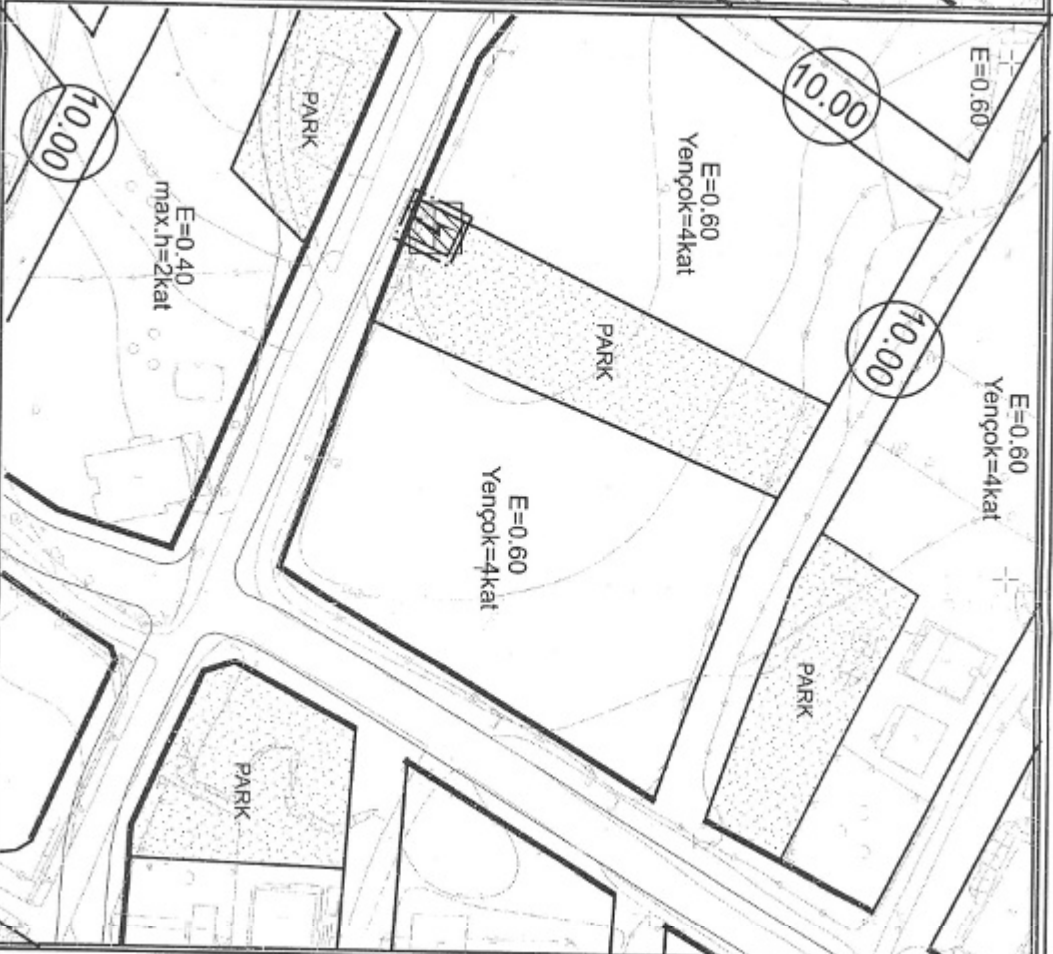 E=0.60
10.00
E=0.60
Yençok=4kat
10.00
E=0.60
Yençok=4kat
PARK
10.00
E=0.40
max.h=2kat
PARK
E=0.60
Yençok=4kat
PARK
PARK